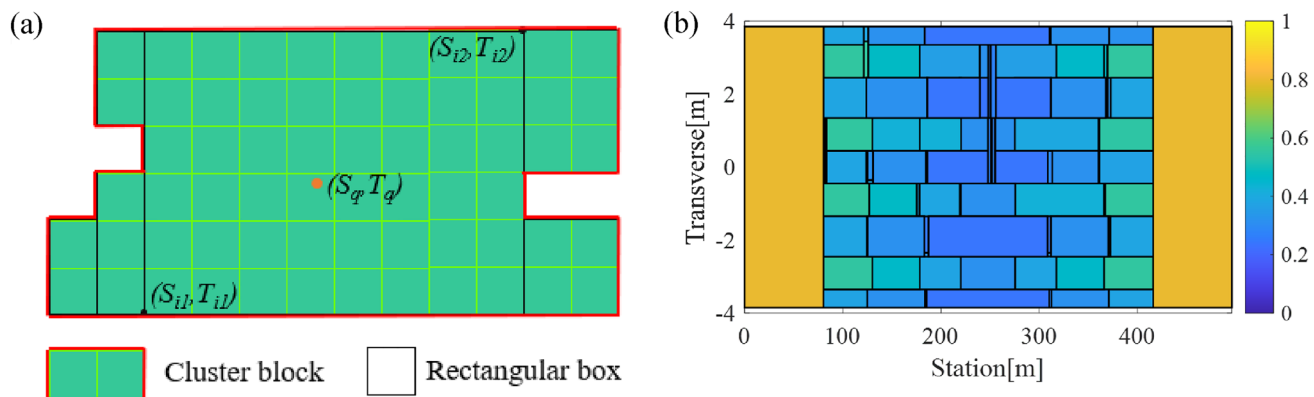 (a)
(S_{i2}, T_{i2})
(S_q, T_q)
(S_{i1}, T_{i1})
Cluster block
Rectangular box
(b)
Transverse[m]
4
2
0
-2
-4
0
100
200
300
400
Station[m]
1
0.8
0.6
0.4
0.2
0